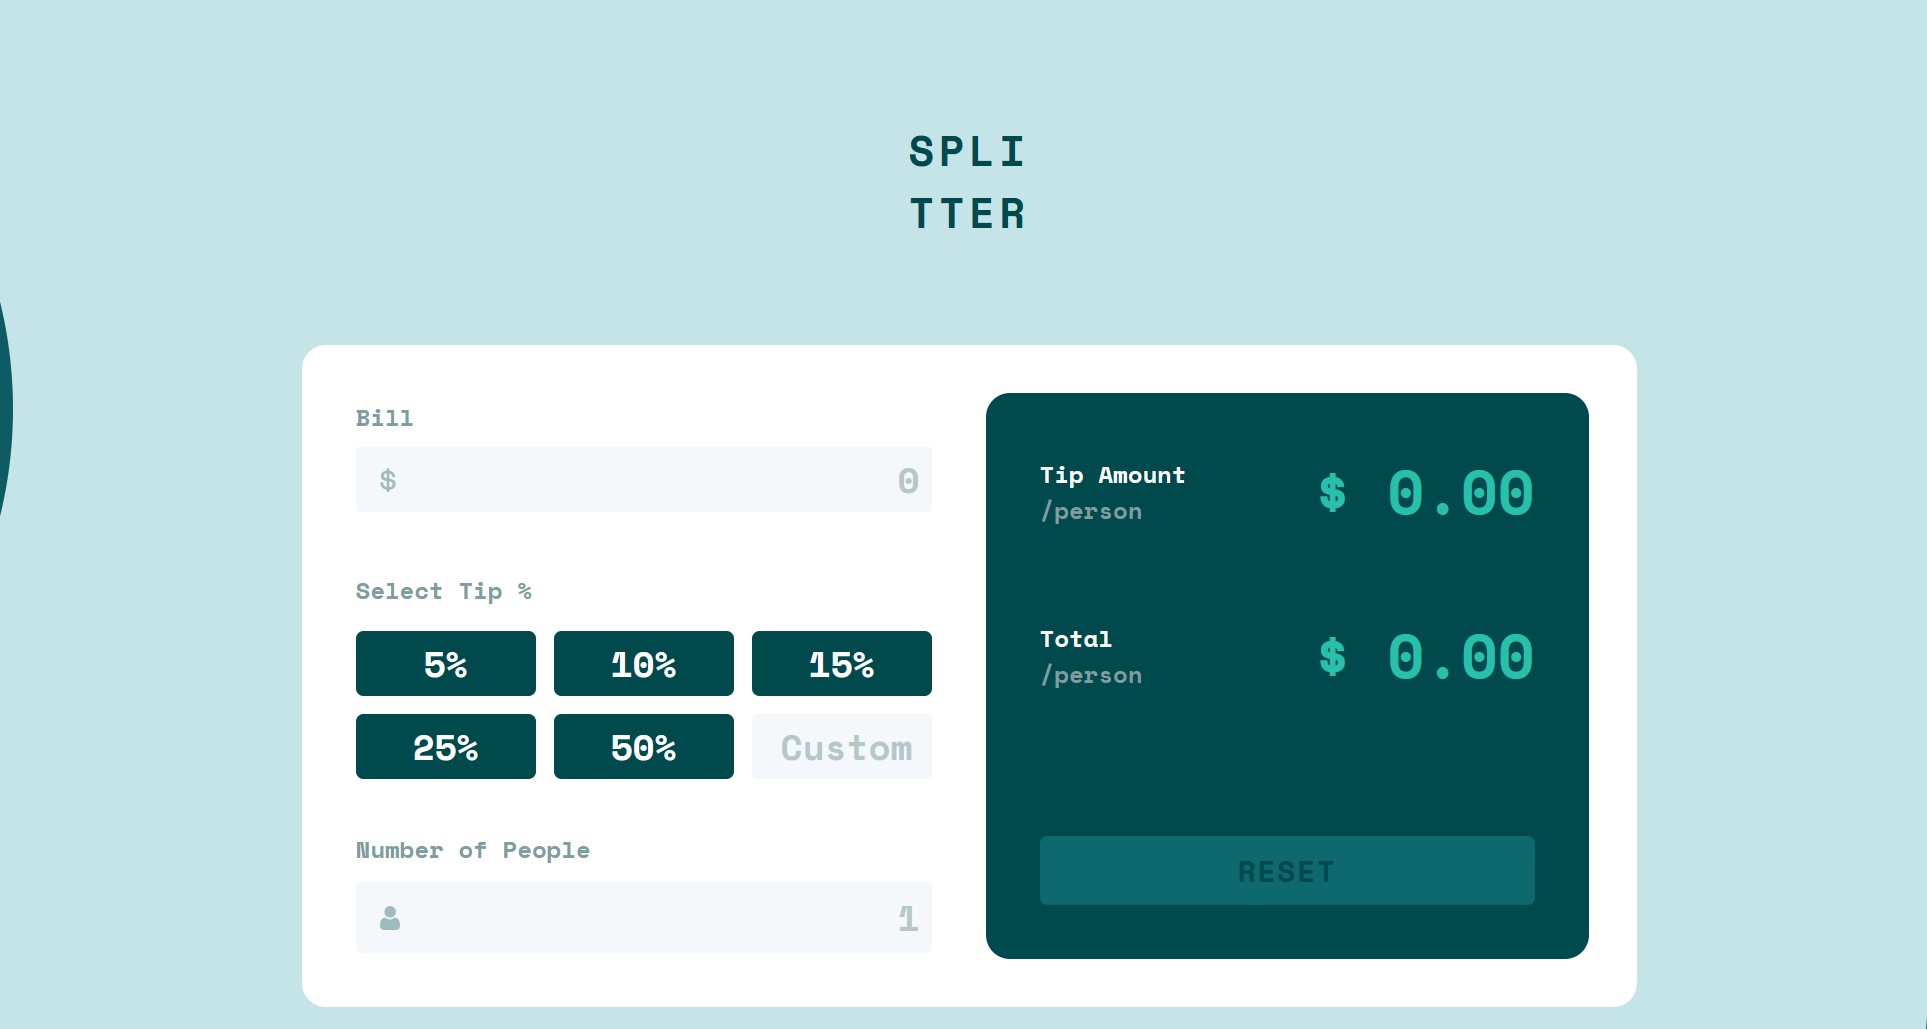 SPLI
TTER
Bill
$ 0
Select Tip %
5% 10% 15%
25% 50% Custom
Number of People
1
Tip Amount
/person
$ 0.00
Total
/person
$ 0.00
RESET